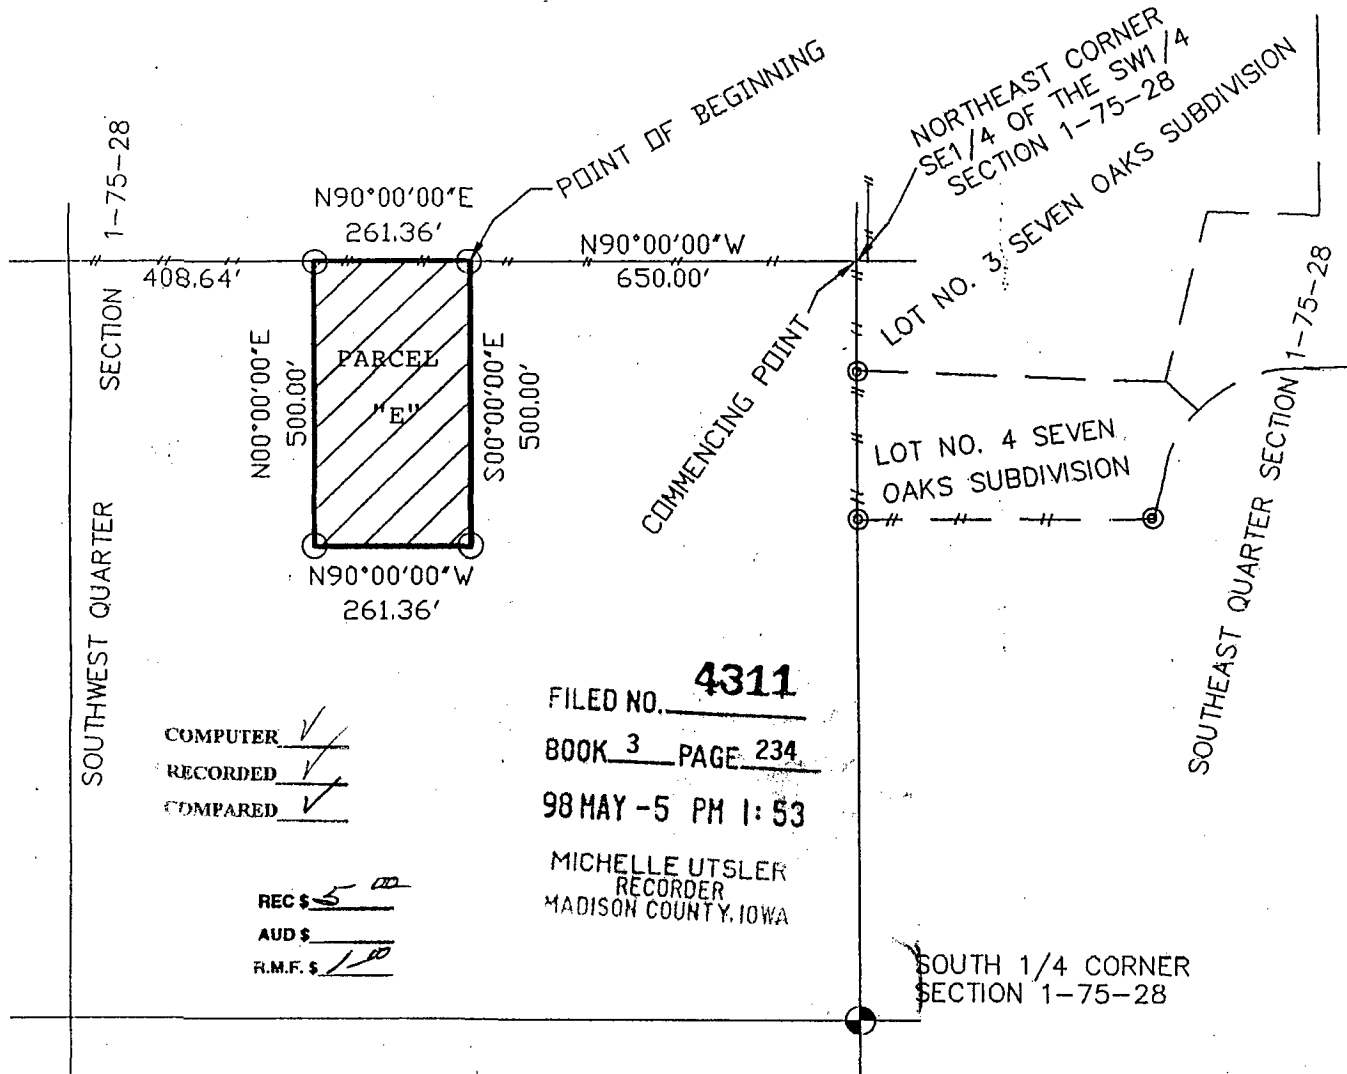 POINT OF BEGINNING
NORTHEAST CORNER
SE1/4 OF THE SW1/4
SECTION 1-75-28
LOT NO. 3 SEVEN OAKS SUBDIVISION
SOUTHWEST QUARTER SECTION 1-75-28
N90°00'00"E
261.36'
N90°00'00"W
650.00'
408.64'
N00°00'00"E
500.00'
PARCEL
"E"
S00°00'00"E
500.00'
COMMENCING POINT
LOT NO. 4 SEVEN
OAKS SUBDIVISION
SOUTHEAST QUARTER SECTION 1-75-28
N90°00'00"W
261.36'
FILED NO. 4311
BOOK 3 PAGE 234
98 MAY -5 PM 1:53
MICHELLE UTSLER
RECORDER
MADISON COUNTY, IOWA
COMPUTER ✓
RECORDED ✓
COMPARED ✓
REC $ 5 00
AUD $
R.M.F. $ 1 00
SOUTH 1/4 CORNER
SECTION 1-75-28